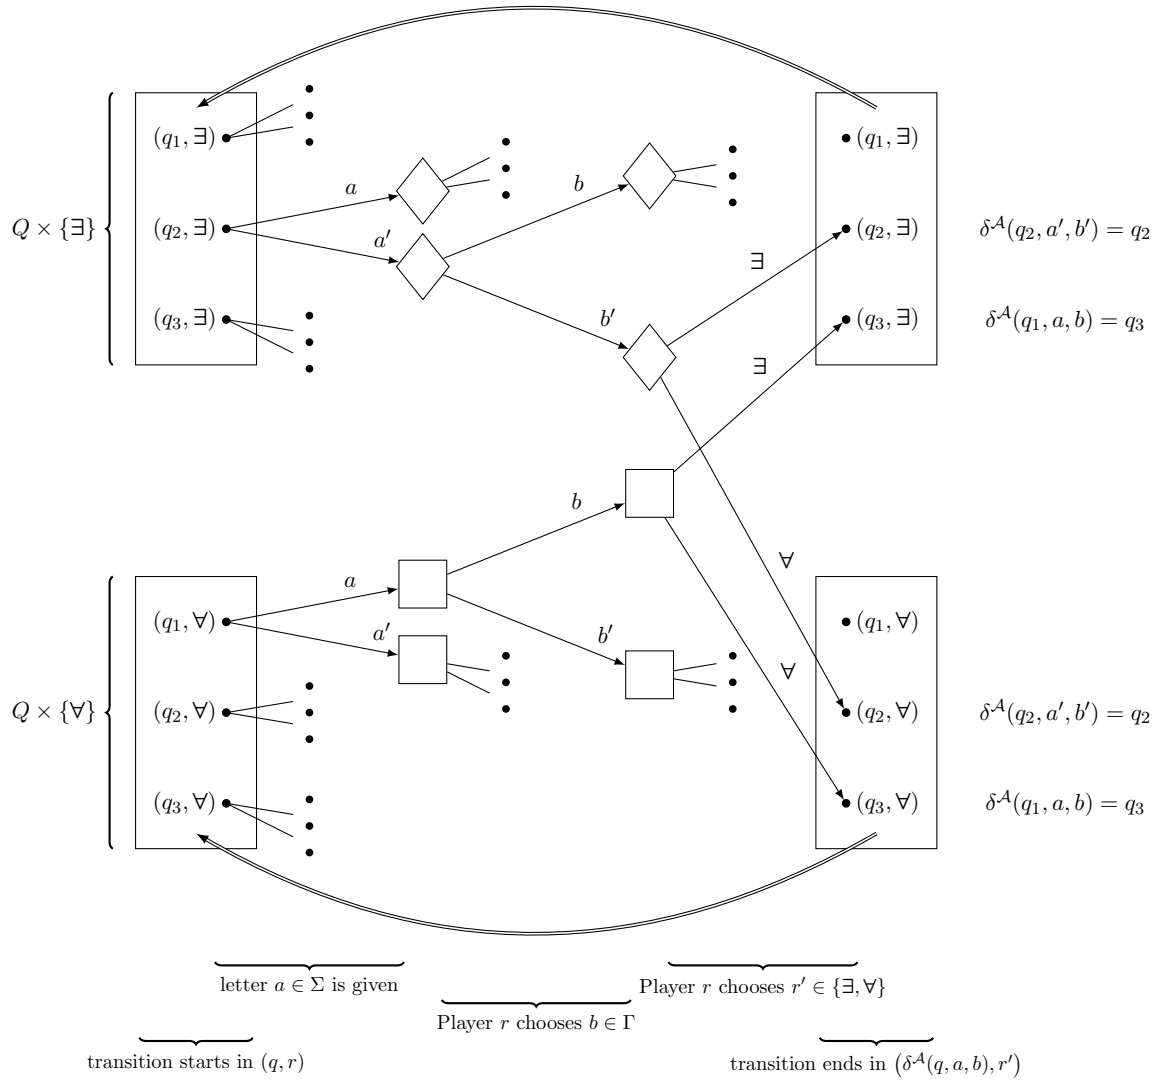 (q₁, ∃)
(q₁, ∃)
a
b
Q × {∃}
(q₂, ∃)
(q₂, ∃)
δ^𝒜(q₂, a′, b′) = q₂
a′
∃
(q₃, ∃)
b′
(q₃, ∃)
δ^𝒜(q₁, a, b) = q₃
∃
b
∀
a
(q₁, ∀)
(q₁, ∀)
a′
b′
∀
Q × {∀}
(q₂, ∀)
(q₂, ∀)
δ^𝒜(q₂, a′, b′) = q₂
(q₃, ∀)
(q₃, ∀)
δ^𝒜(q₁, a, b) = q₃
letter a ∈ Σ is given
Player r chooses r′ ∈ {∃, ∀}
Player r chooses b ∈ Γ
transition starts in (q, r)
transition ends in (δ^𝒜(q, a, b), r′)